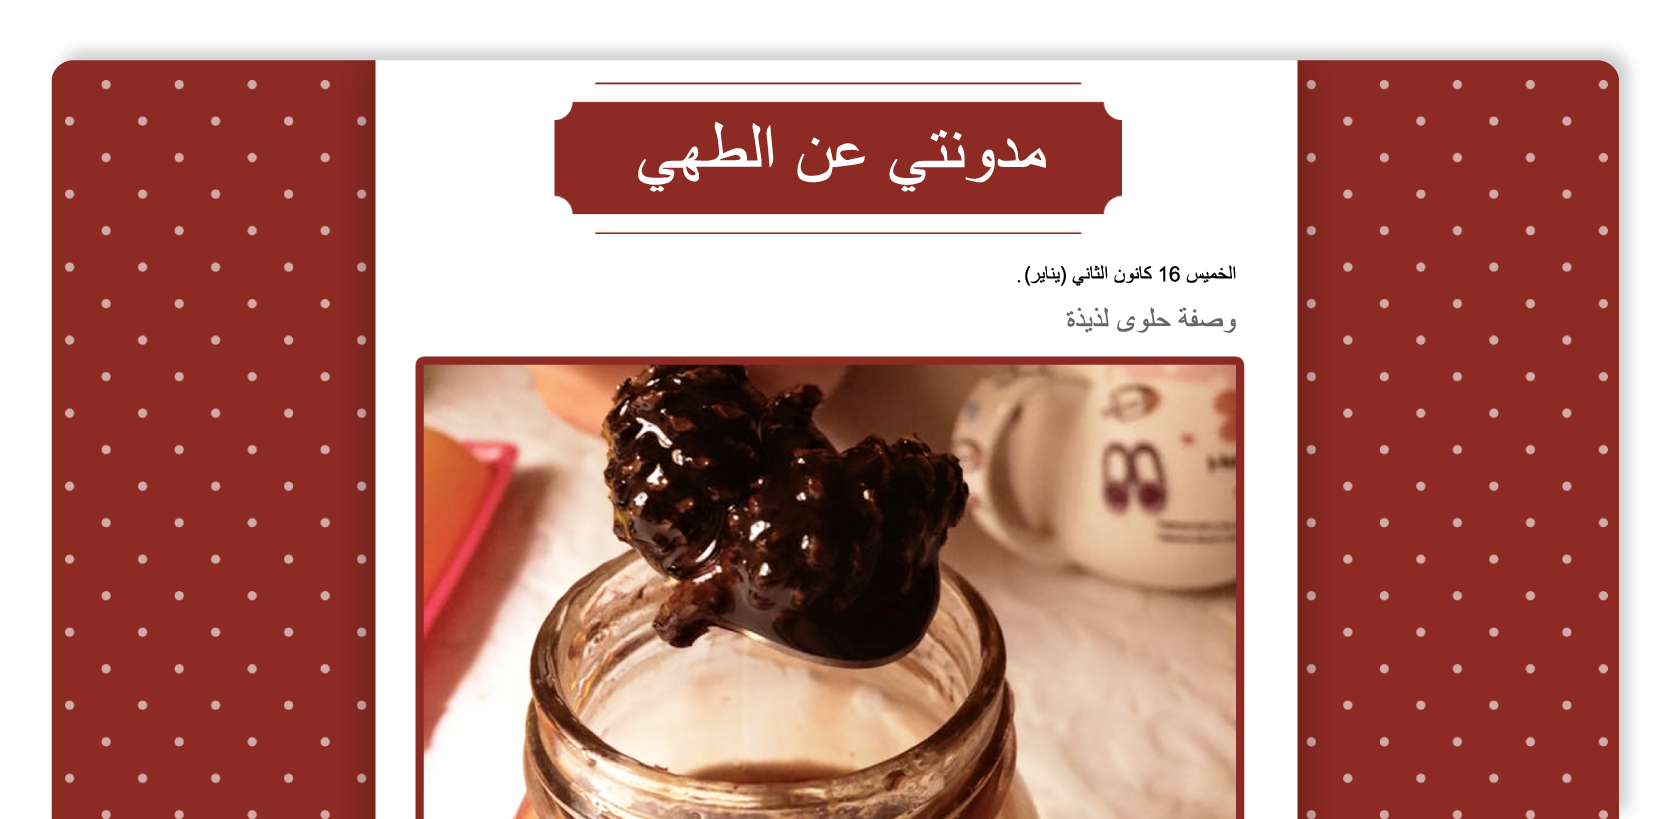 مدونتي عن الطهي
الخميس 16 كانون الثاني (يناير).
وصفة حلوى لذيذة